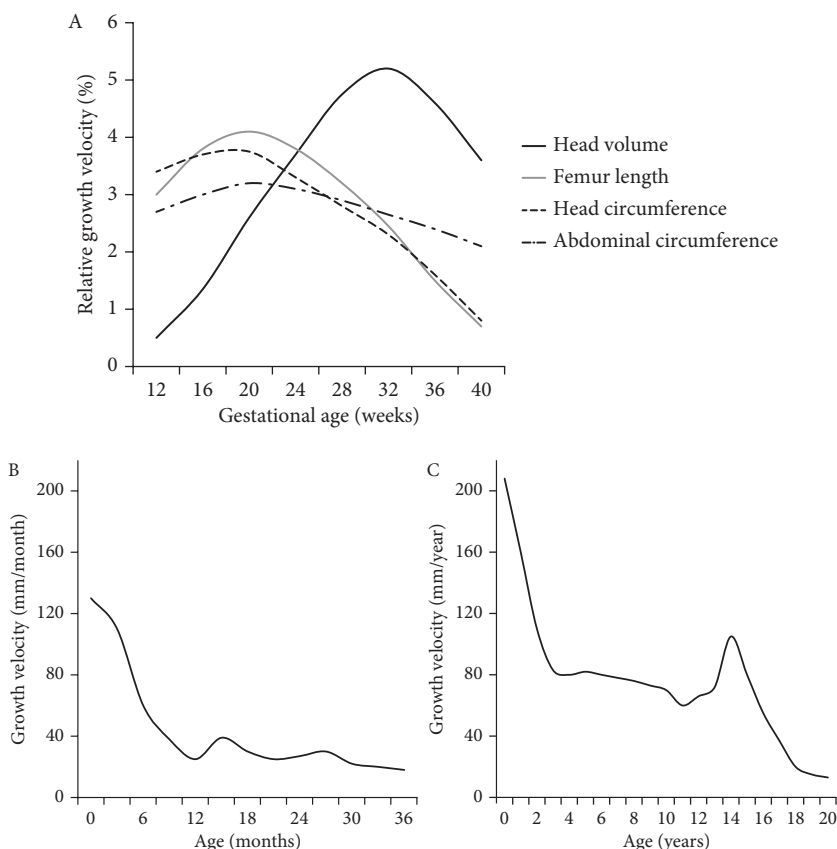 A
Relative growth velocity (%)
6
5
4
3
2
1
0
12 16 20 24 28 32 36 40
Gestational age (weeks)
Head volume
Femur length
Head circumference
Abdominal circumference
B
Growth velocity (mm/month)
200
160
120
80
40
0
0 6 12 18 24 30 36
Age (months)
C
Growth velocity (mm/year)
200
160
120
80
40
0
0 2 4 6 8 10 12 14 16 18 20
Age (years)